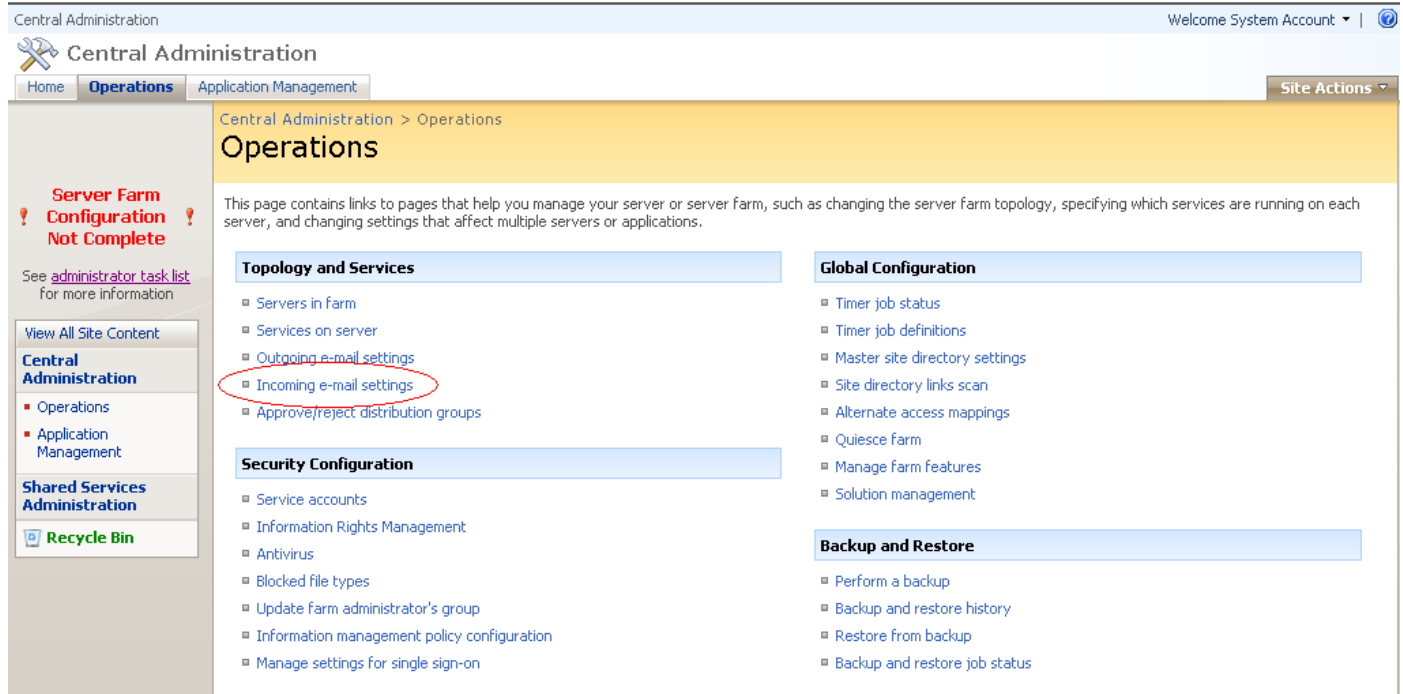 Central Administration
Welcome System Account
Central Administration
Home
Operations
Application Management
Site Actions
Server Farm
Configuration
Not Complete
See administrator task list
for more information
View All Site Content
Central
Administration
Operations
Application
Management
Shared Services
Administration
Recycle Bin
Central Administration > Operations
Operations
This page contains links to pages that help you manage your server or server farm, such as changing the server farm topology, specifying which services are running on each
server, and changing settings that affect multiple servers or applications.
Topology and Services
Servers in farm
Services on server
Outgoing e-mail settings
Incoming e-mail settings
Approve/reject distribution groups
Security Configuration
Service accounts
Information Rights Management
Antivirus
Blocked file types
Update farm administrator's group
Information management policy configuration
Manage settings for single sign-on
Global Configuration
Timer job status
Timer job definitions
Master site directory settings
Site directory links scan
Alternate access mappings
Quiesce farm
Manage farm features
Solution management
Backup and Restore
Perform a backup
Backup and restore history
Restore from backup
Backup and restore job status